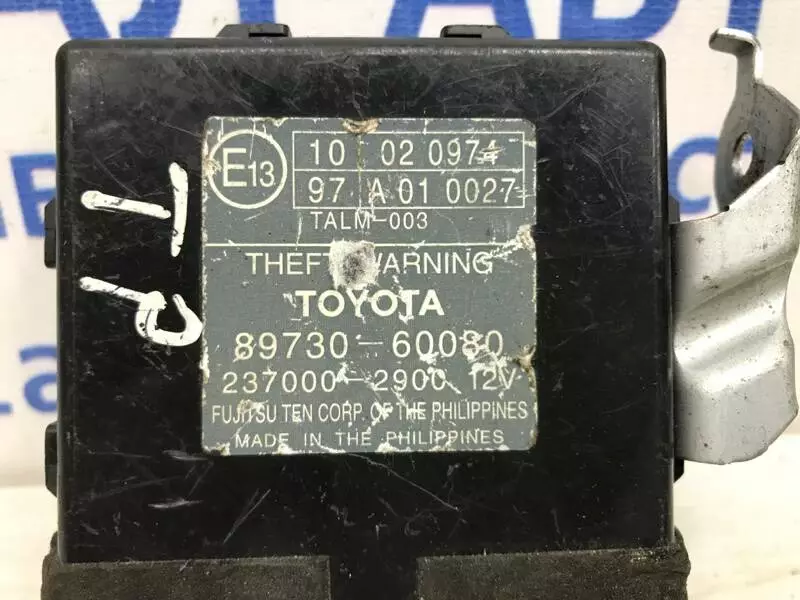 E13
10 02 0974
97 A 01 0027
TALM-003
THEFT WARNING
TOYOTA
89730-60080
237000-2900 12V
FUJITSU TEN CORP. OF THE PHILIPPINES
MADE IN THE PHILIPPINES